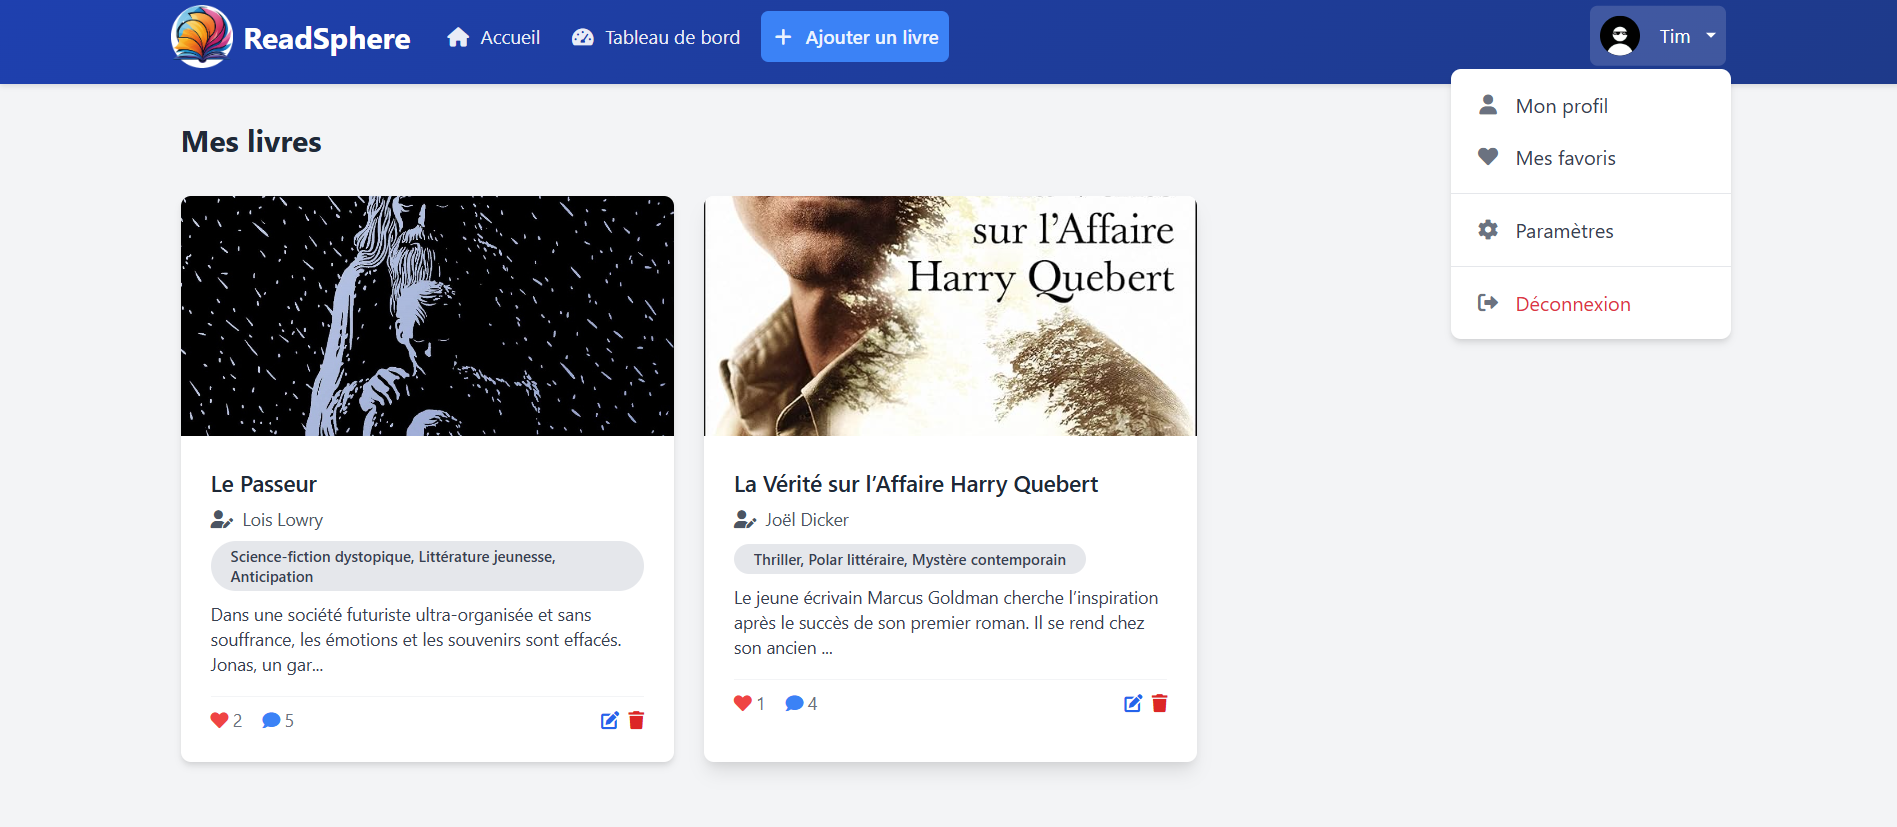 ReadSphere
Accueil
Tableau de bord
Ajouter un livre
Tim
Mon profil
Mes favoris
Paramètres
Déconnexion
Mes livres
Le Passeur
Lois Lowry
Science-fiction dystopique, Littérature jeunesse,
Anticipation
Dans une société futuriste ultra-organisée et sans
souffrance, les émotions et les souvenirs sont effacés.
Jonas, un gar...
2
5
sur l’Affaire
Harry Quebert
La Vérité sur l’Affaire Harry Quebert
Joël Dicker
Thriller, Polar littéraire, Mystère contemporain
Le jeune écrivain Marcus Goldman cherche l’inspiration
après le succès de son premier roman. Il se rend chez
son ancien ...
1
4